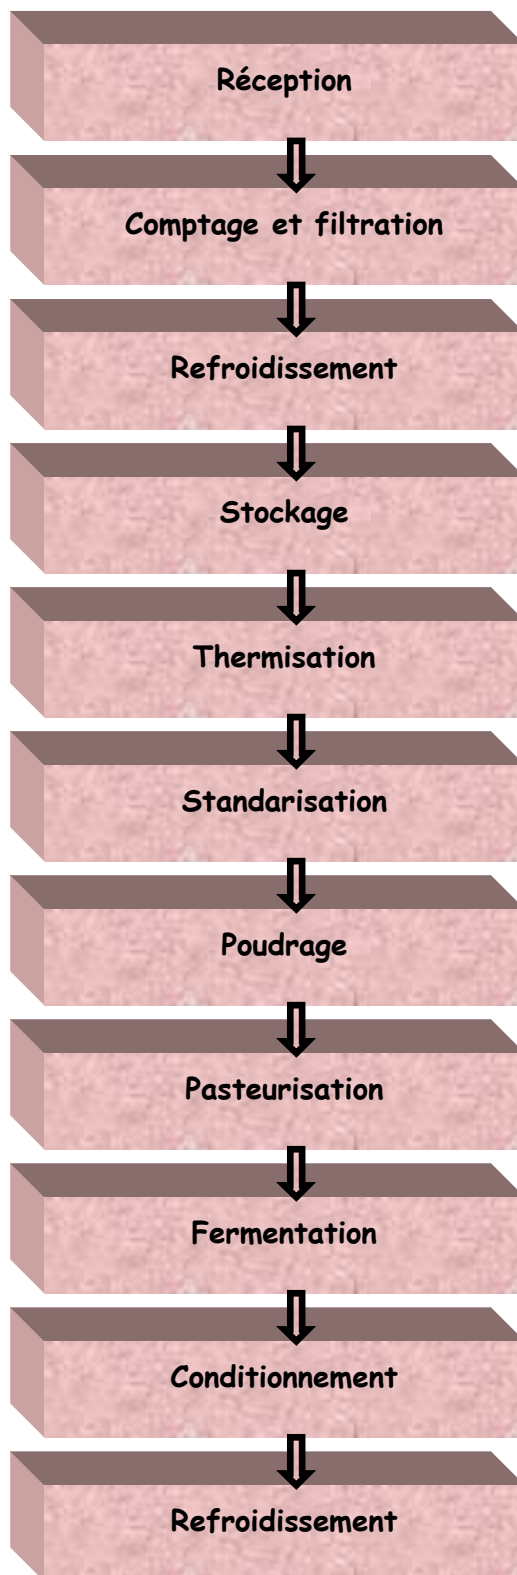 Réception
Comptage et filtration
Refroidissement
Stockage
Thermisation
Standarisation
Poudrage
Pasteurisation
Fermentation
Conditionnement
Refroidissement